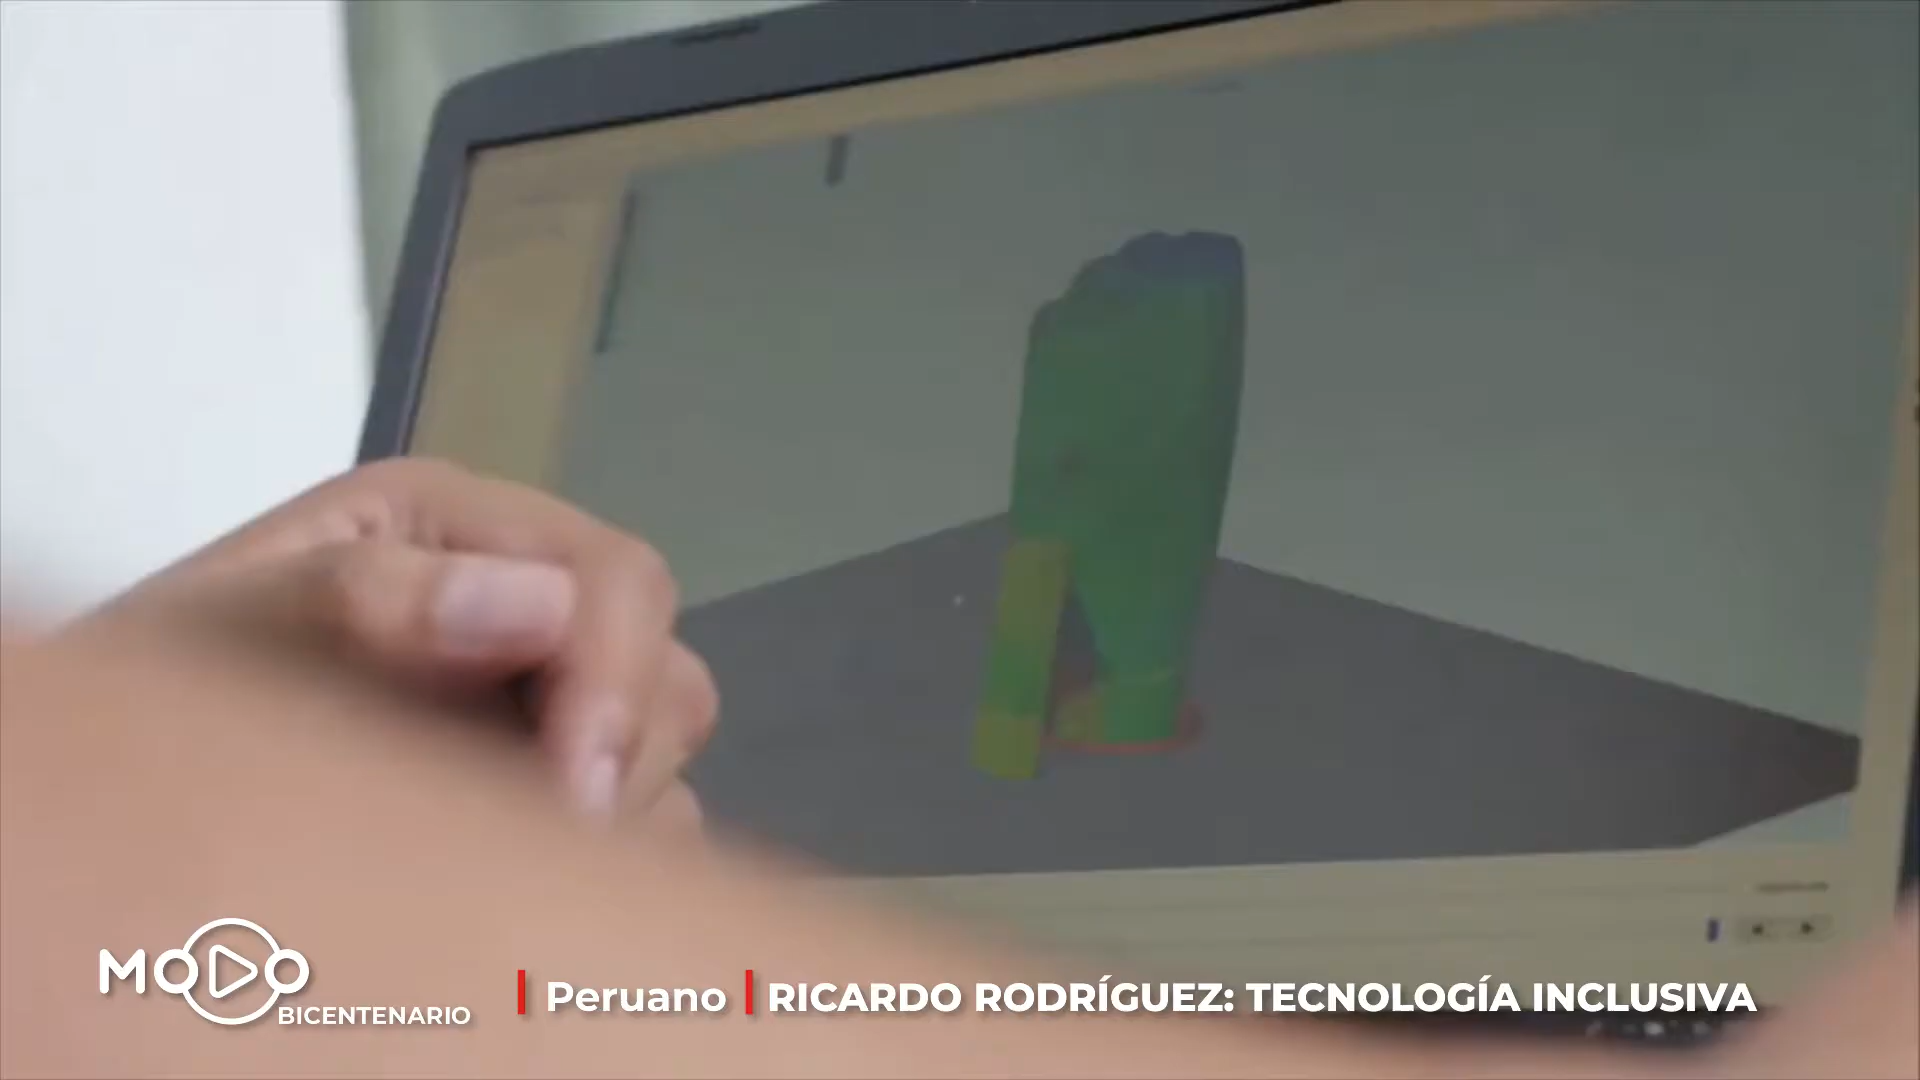 MODO
BICENTENARIO
Peruano
RICARDO RODRÍGUEZ: TECNOLOGÍA INCLUSIVA